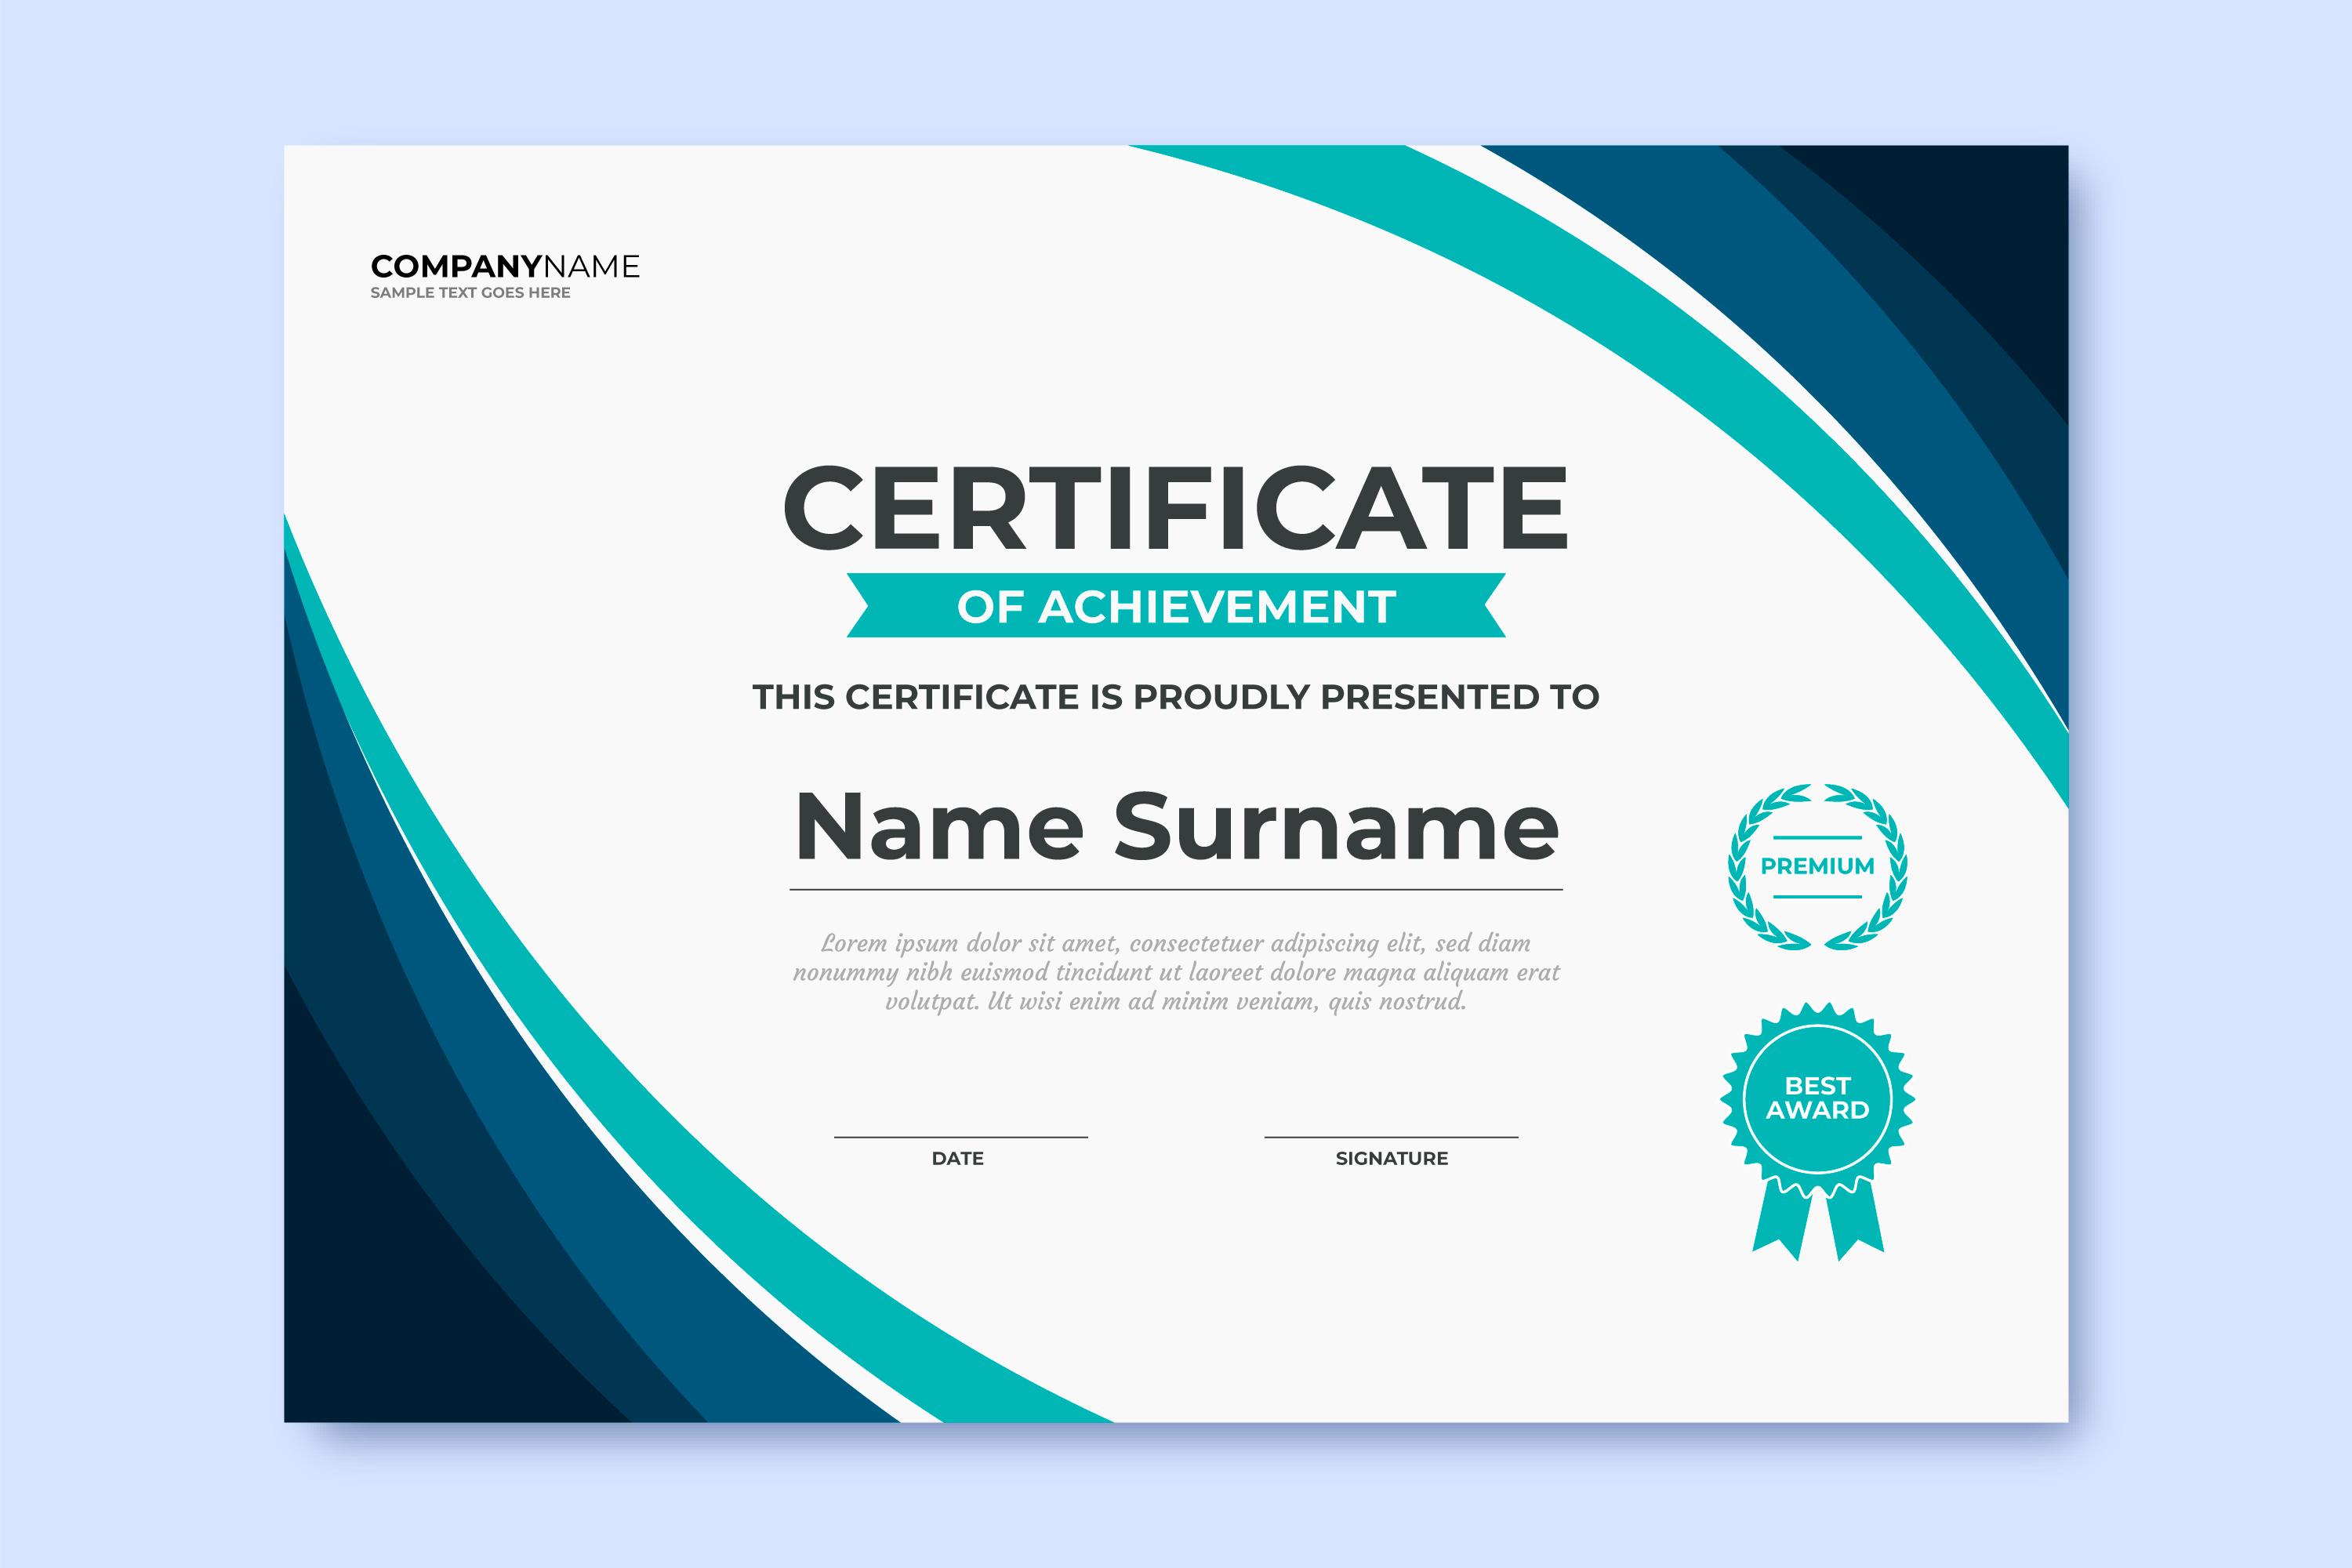 COMPANYNAME
SAMPLE TEXT GOES HERE
CERTIFICATE
OF ACHIEVEMENT
THIS CERTIFICATE IS PROUDLY PRESENTED TO
Name Surname
Lorem ipsum dolor sit amet, consectetuer adipiscing elit, sed diam
nonummy nibh euismod tincidunt ut laoreet dolore magna aliquam erat
volutpat. Ut wisi enim ad minim veniam, quis nostrud.
PREMIUM
BEST
AWARD
DATE
SIGNATURE